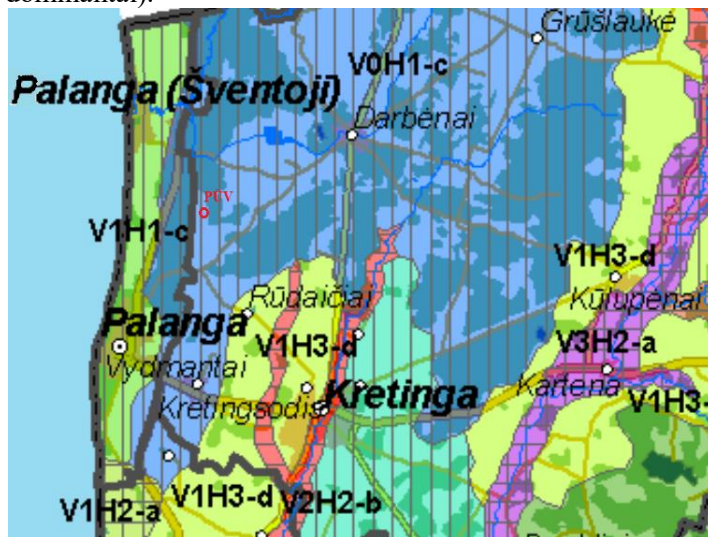 dominantai).
Grūšlaukė
V0H1-c
Palanga (Šventoji)
Darbėnai
PŪV
V1H1-c
V1H3-d
Rūdaičiai
Kūlupėnai
Palanga
V1H3-d
V3H2-a
Vydmantai
Kretinga
Kartena
Kretingsodis
V1H3-
V1H3-d
V2H2-b
V1H2-a